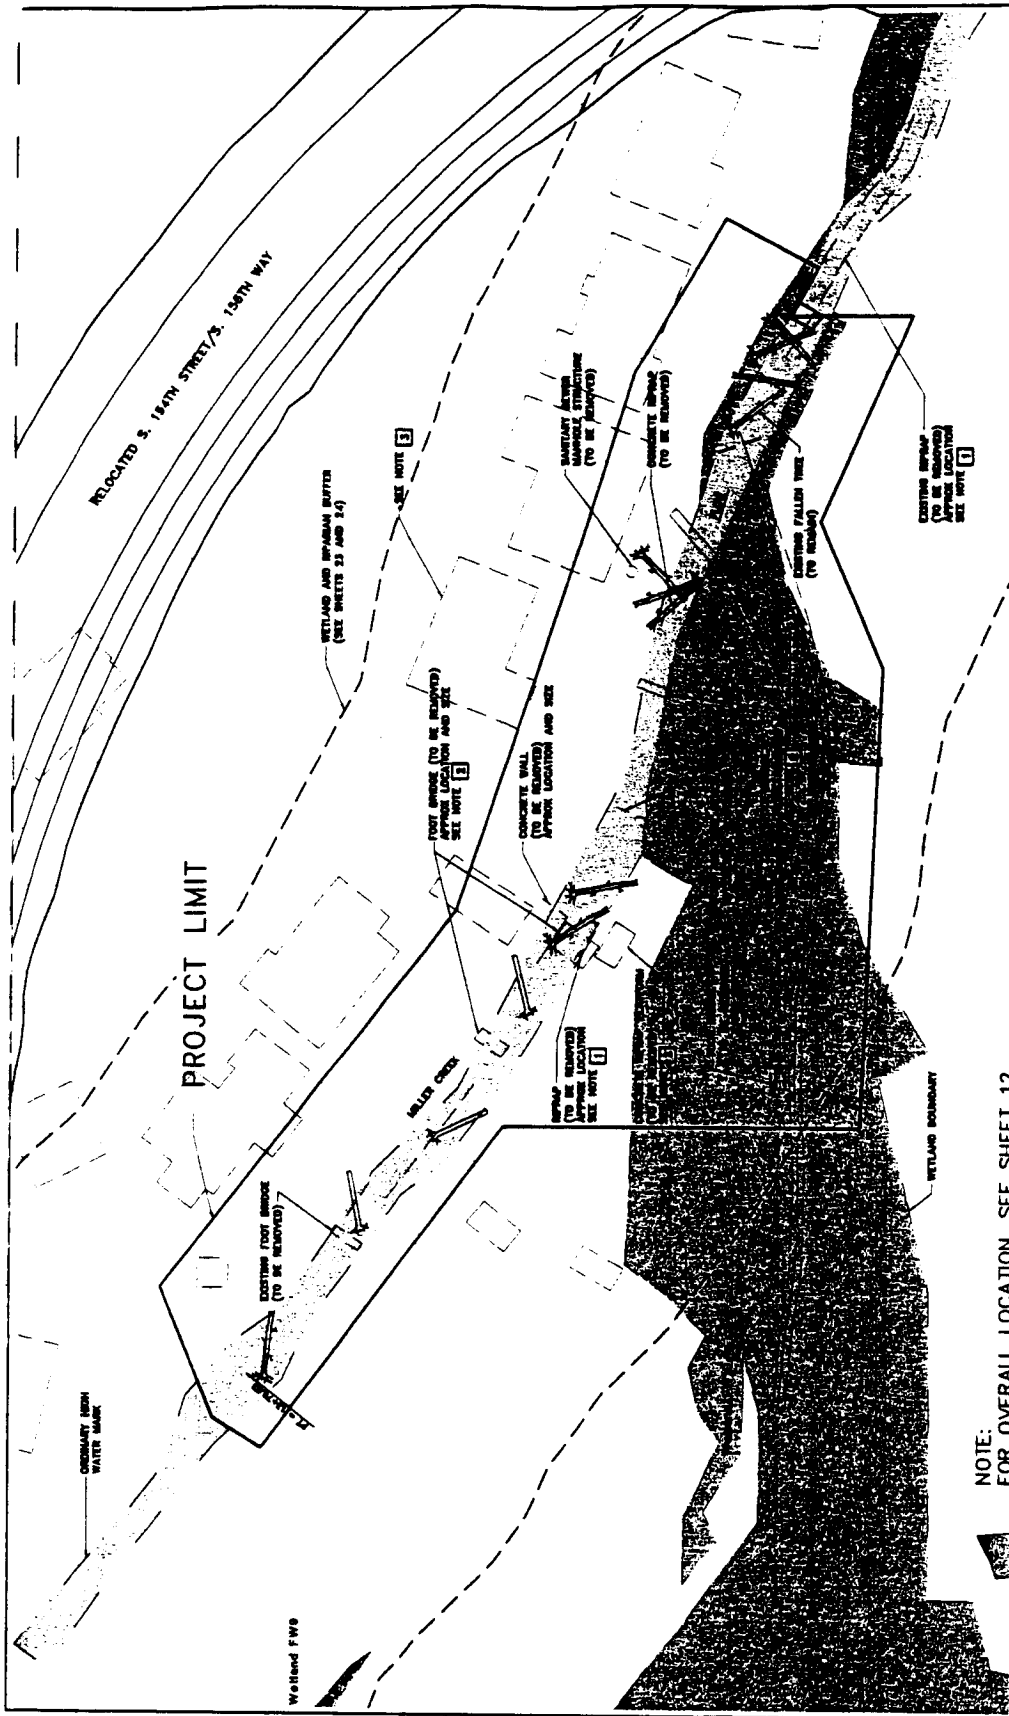 RELOCATED S. 154TH STREET/S. 156TH WAY
WETLAND AND RIPARIAN BUFFER
(SEE SHEETS 23 AND 24)
SEE NOTE 3
PROJECT LIMIT
FOOT BRIDGE (TO BE REMOVED)
APPROX LOCATION AND SIZE
SEE NOTE
CONCRETE WALL
(TO BE REMOVED)
APPROX LOCATION AND SIZE
SANITARY SEWER
MANHOLE STRUCTURE
(TO BE REMOVED)
CONCRETE RIPRAP
(TO BE REMOVED)
EXISTING FALLEN TREE
(TO REMAIN)
EXISTING RIPRAP
(TO BE REMOVED)
APPROX LOCATION
SEE NOTE 1
MILLER CREEK
RIPRAP
(TO BE REMOVED)
APPROX LOCATION
SEE NOTE 1
EXISTING FOOT BRIDGE
(TO BE REMOVED)
ORDINARY HIGH
WATER MARK
Wetland FW9
WETLAND BOUNDARY
NOTE:
FOR OVERALL LOCATION SEE SHEET 12